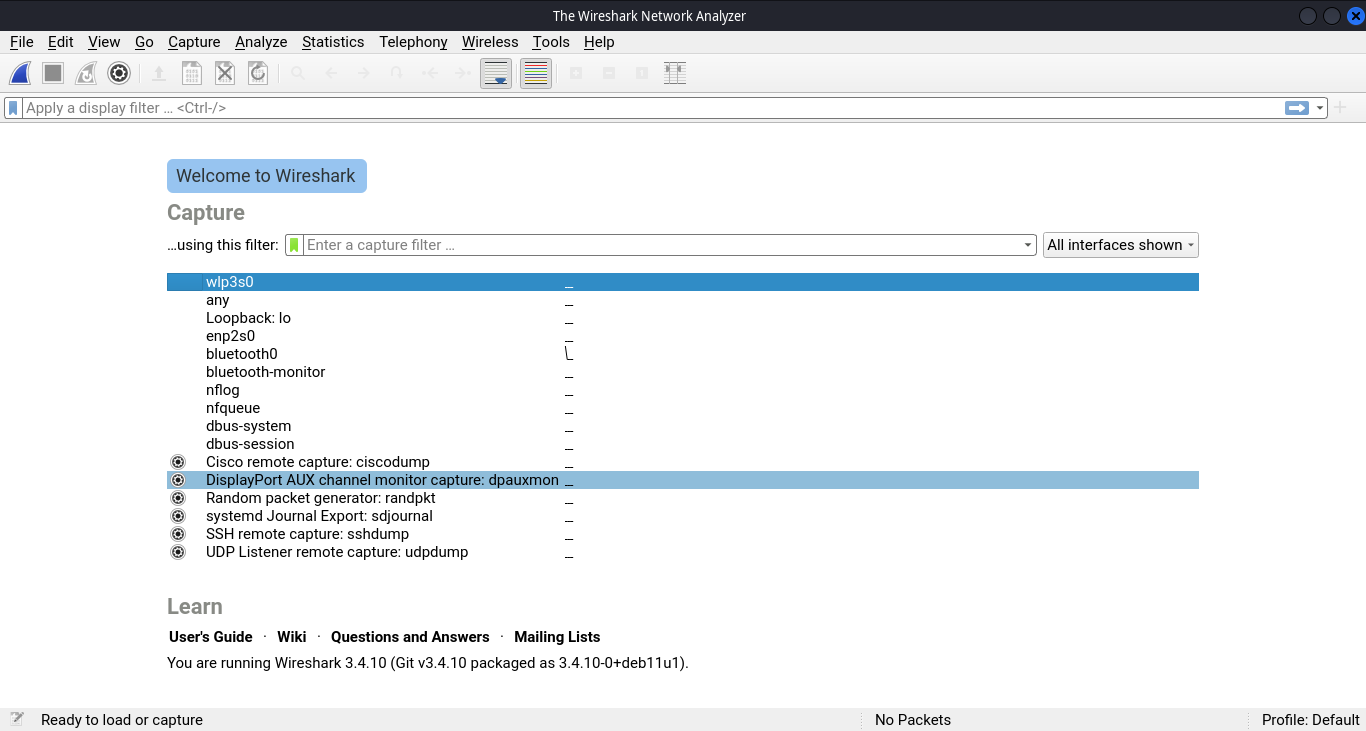 The Wireshark Network Analyzer
File Edit View Go Capture Analyze Statistics Telephony Wireless Tools Help
Apply a display filter … <Ctrl-/>
Welcome to Wireshark
Capture
…using this filter: Enter a capture filter … All interfaces shown
wlp3s0
any
Loopback: lo
enp2s0
bluetooth0
bluetooth-monitor
nflog
nfqueue
dbus-system
dbus-session
Cisco remote capture: ciscodump
DisplayPort AUX channel monitor capture: dpauxmon
Random packet generator: randpkt
systemd Journal Export: sdjournal
SSH remote capture: sshdump
UDP Listener remote capture: udpdump
Learn
User's Guide · Wiki · Questions and Answers · Mailing Lists
You are running Wireshark 3.4.10 (Git v3.4.10 packaged as 3.4.10-0+deb11u1).
Ready to load or capture No Packets Profile: Default